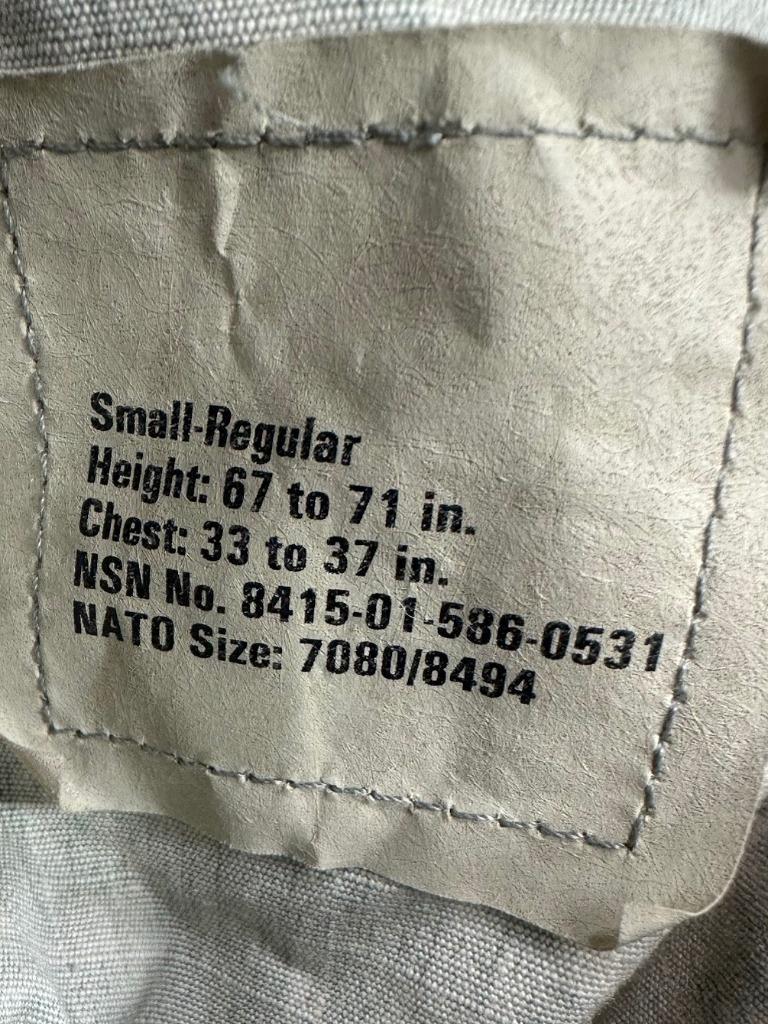 Small-Regular
Height: 67 to 71 in.
Chest: 33 to 37 in.
NSN No. 8415-01-586-0531
NATO Size: 7080/8494